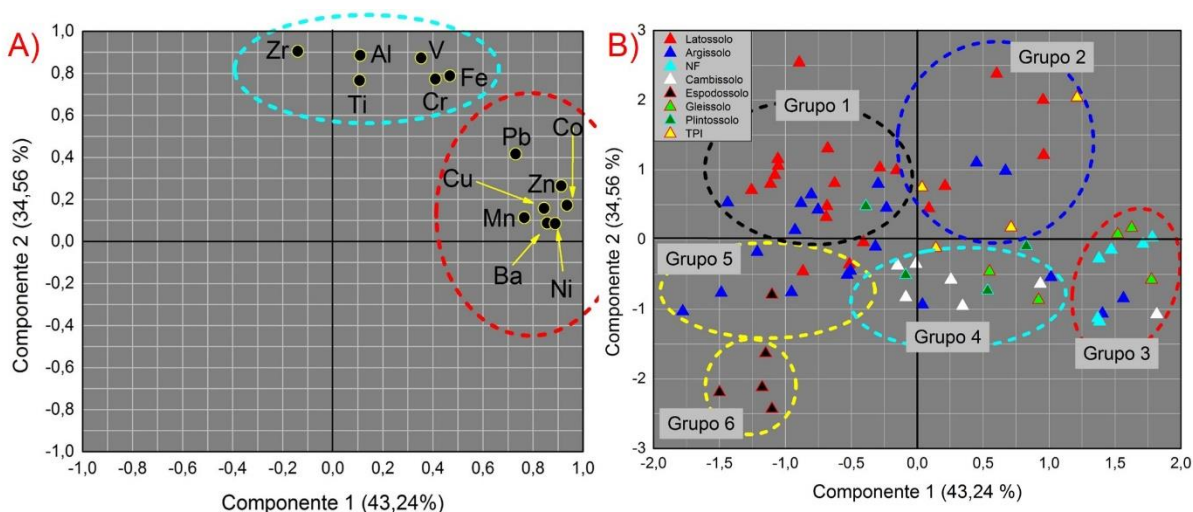 A)
1,0
0,8
0,6
0,4
0,2
0,0
-0,2
-0,4
-0,6
-0,8
-1,0
Componente 2 (34,56 %)
Zr
Al
V
Ti
Cr
Fe
Pb
Co
Cu
Zn
Mn
Ba
Ni
-1,0 -0,8 -0,6 -0,4 -0,2 0,0 0,2 0,4 0,6 0,8 1,0
Componente 1 (43,24%)
B)
3
2
1
0
-1
-2
-3
Componente 2 (34,56 %)
Latossolo
Argissolo
NF
Cambissolo
Espodossolo
Gleissolo
Plintossolo
TPI
Grupo 1
Grupo 2
Grupo 5
Grupo 4
Grupo 3
Grupo 6
-2,0 -1,5 -1,0 -0,5 0,0 0,5 1,0 1,5 2,0
Componente 1 (43,24 %)